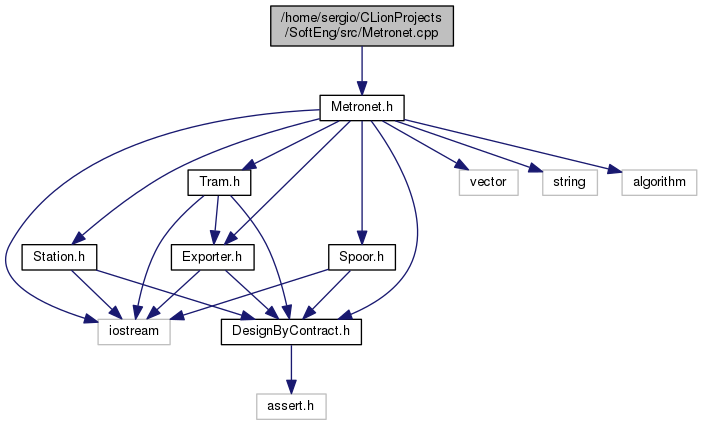 /home/sergio/CLionProjects
/SoftEng/src/Metronet.cpp
Metronet.h
Tram.h
vector
string
algorithm
Station.h
Exporter.h
Spoor.h
iostream
DesignByContract.h
assert.h